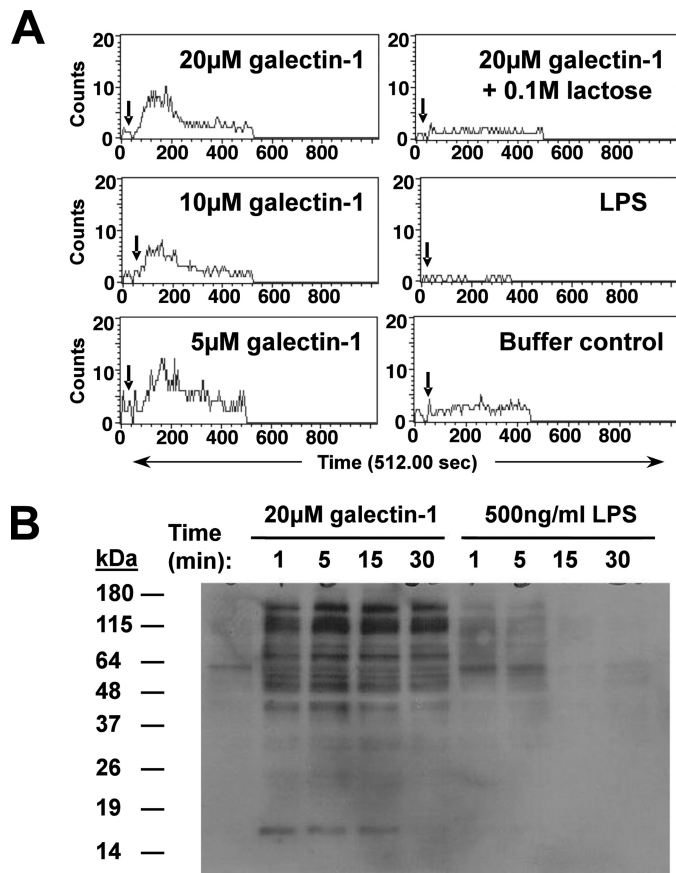 A
20µM galectin-1
20
10
0
Counts
0 200 400 600 800
20µM galectin-1
+ 0.1M lactose
20
10
0
0 200 400 600 800
10µM galectin-1
20
10
0
Counts
0 200 400 600 800
LPS
20
10
0
0 200 400 600 800
5µM galectin-1
20
10
0
Counts
0 200 400 600 800
Buffer control
20
10
0
0 200 400 600 800
Time (512.00 sec)
B
20µM galectin-1 500ng/ml LPS
Time
(min): 1 5 15 30 1 5 15 30
kDa
180
115
64
48
37
26
19
14